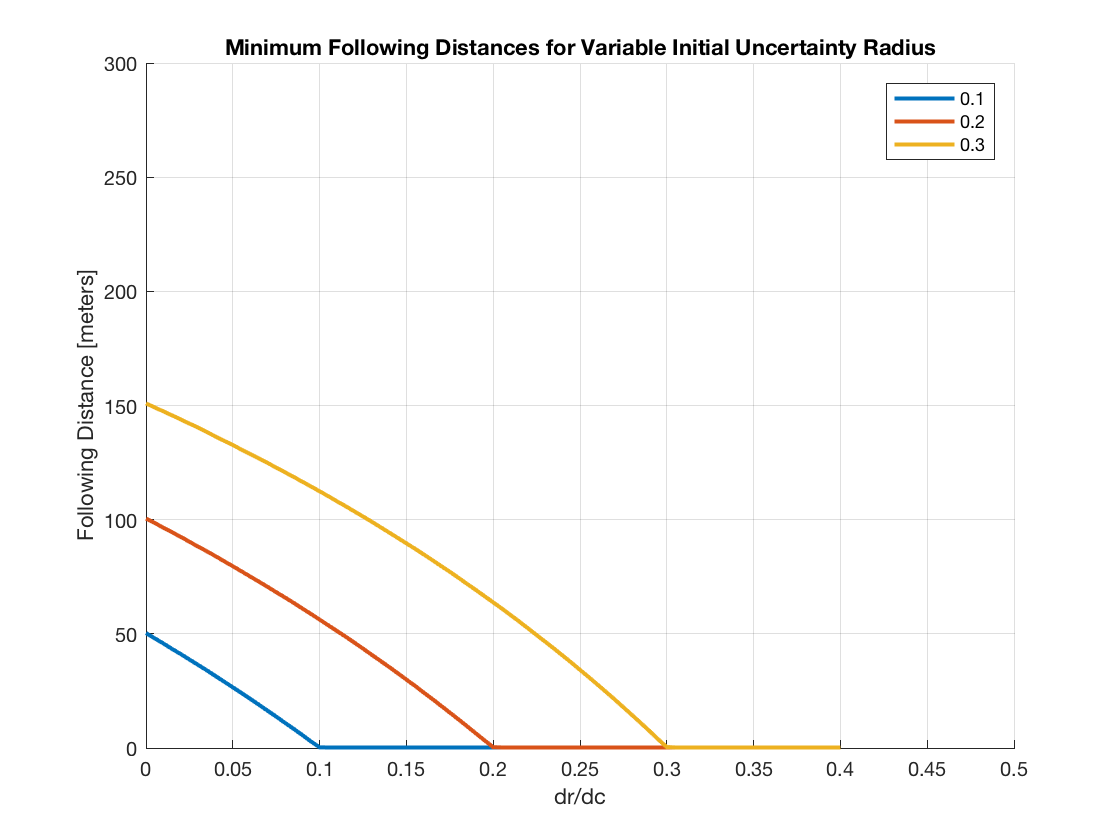 Minimum Following Distances for Variable Initial Uncertainty Radius
300
250
200
150
100
50
0
Following Distance [meters]
0.1
0.2
0.3
0 0.05 0.1 0.15 0.2 0.25 0.3 0.35 0.4 0.45 0.5
dr/dc